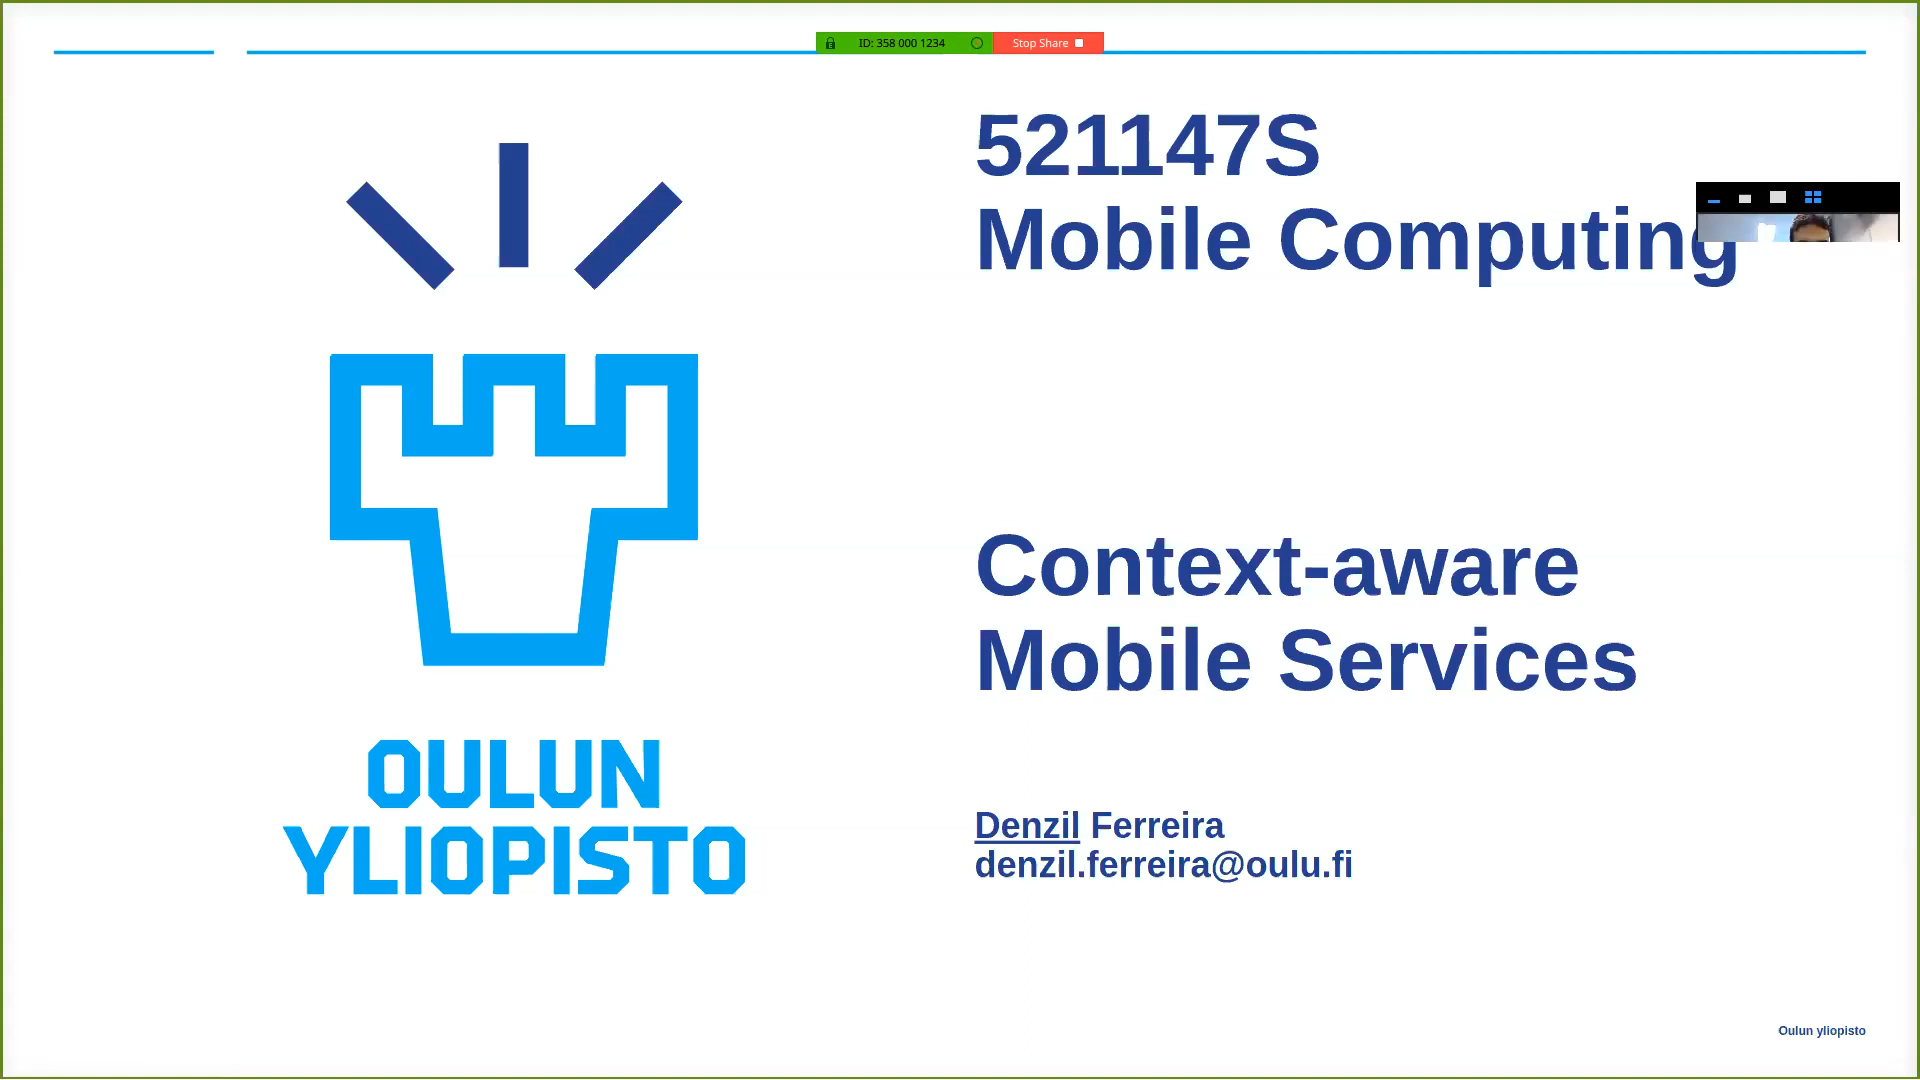 ID: 358 000 1234
Stop Share
521147S
Mobile Computing
Context-aware
Mobile Services
OULUN
YLIOPISTO
Denzil Ferreira
denzil.ferreira@oulu.fi
Oulun yliopisto